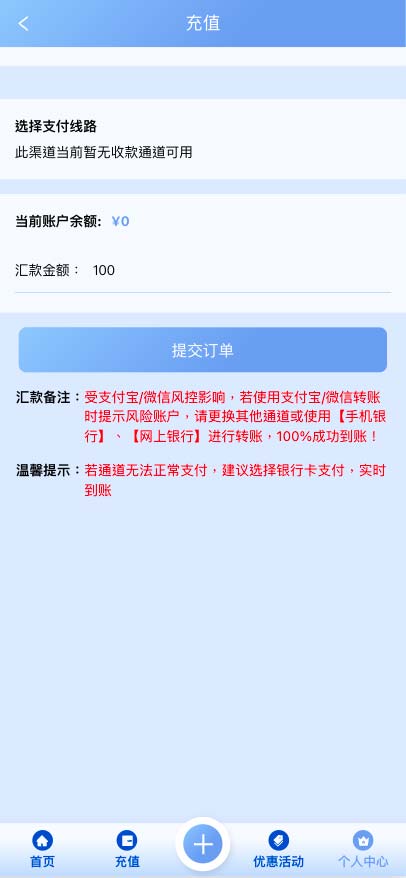 充值
选择支付线路
此渠道当前暂无收款通道可用
当前账户余额: ¥0
汇款金额： 100
提交订单
汇款备注：受支付宝/微信风控影响，若使用支付宝/微信转账
时提示风险账户，请更换其他通道或使用【手机银
行】、【网上银行】进行转账，100%成功到账！
温馨提示：若通道无法正常支付，建议选择银行卡支付，实时
到账
首页 充值 优惠活动 个人中心